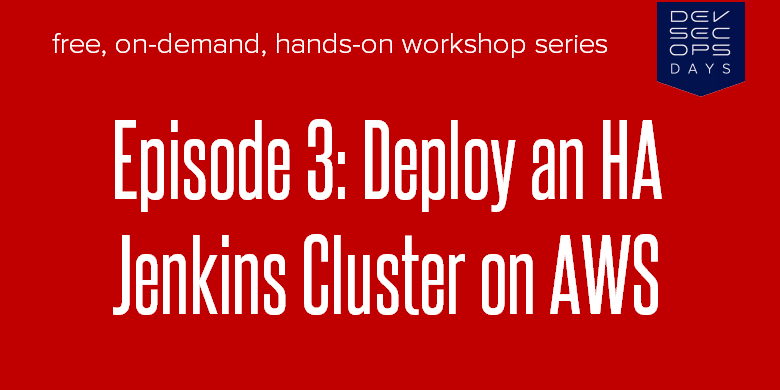 free, on-demand, hands-on workshop series
DEV
SEC
OPS
DAYS
Episode 3: Deploy an HA
Jenkins Cluster on AWS